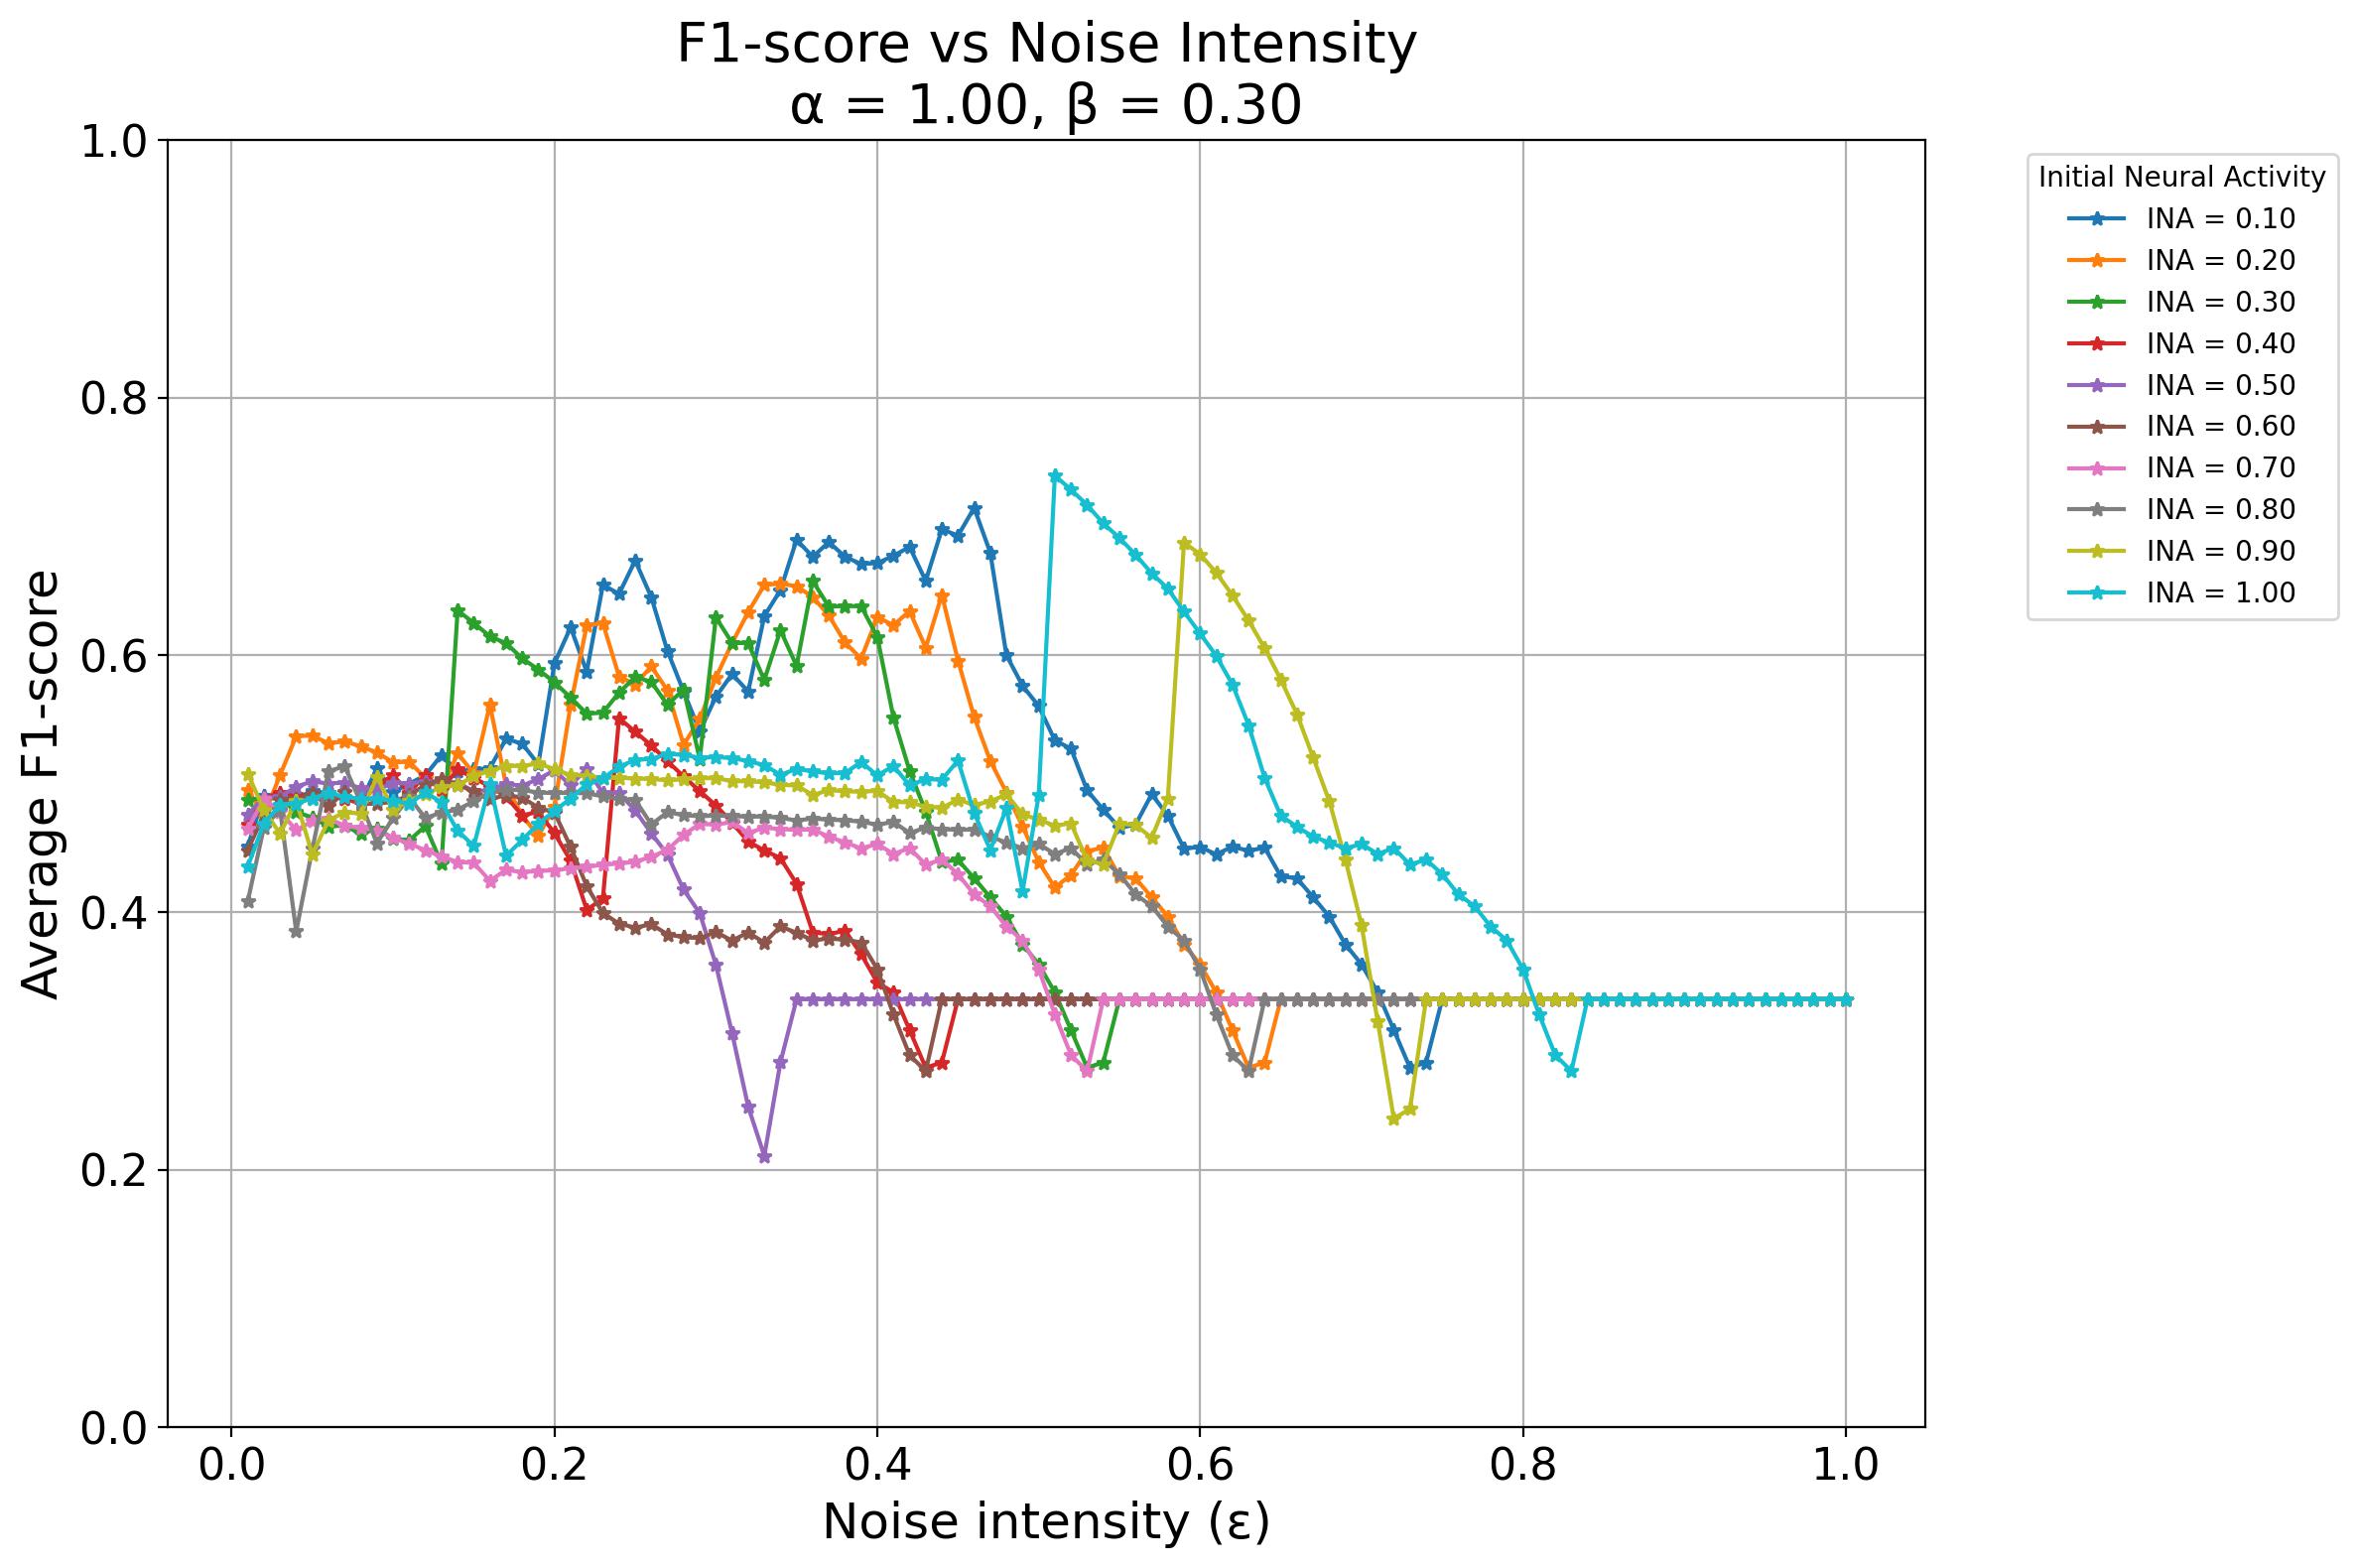 F1-score vs Noise Intensity
α = 1.00, β = 0.30
Average F1-score
1.0
0.8
0.6
0.4
0.2
0.0
0.0 0.2 0.4 0.6 0.8 1.0
Noise intensity (ε)
Initial Neural Activity
INA = 0.10
INA = 0.20
INA = 0.30
INA = 0.40
INA = 0.50
INA = 0.60
INA = 0.70
INA = 0.80
INA = 0.90
INA = 1.00